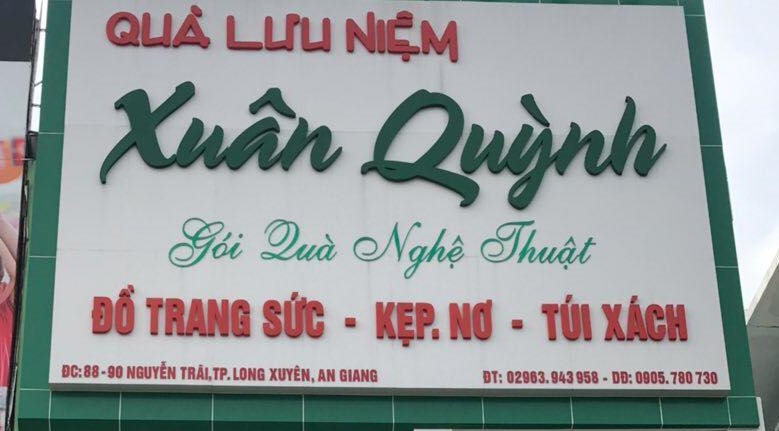 QUÀ LƯU NIỆM
Xuân Quỳnh
Gói Quà Nghệ Thuật
ĐỒ TRANG SỨC - KẸP. NƠ - TÚI XÁCH
ĐC: 88 - 90 NGUYỄN TRÃI, TP. LONG XUYÊN, AN GIANG ĐT: 02963. 943 958 - DĐ: 0905. 780 730